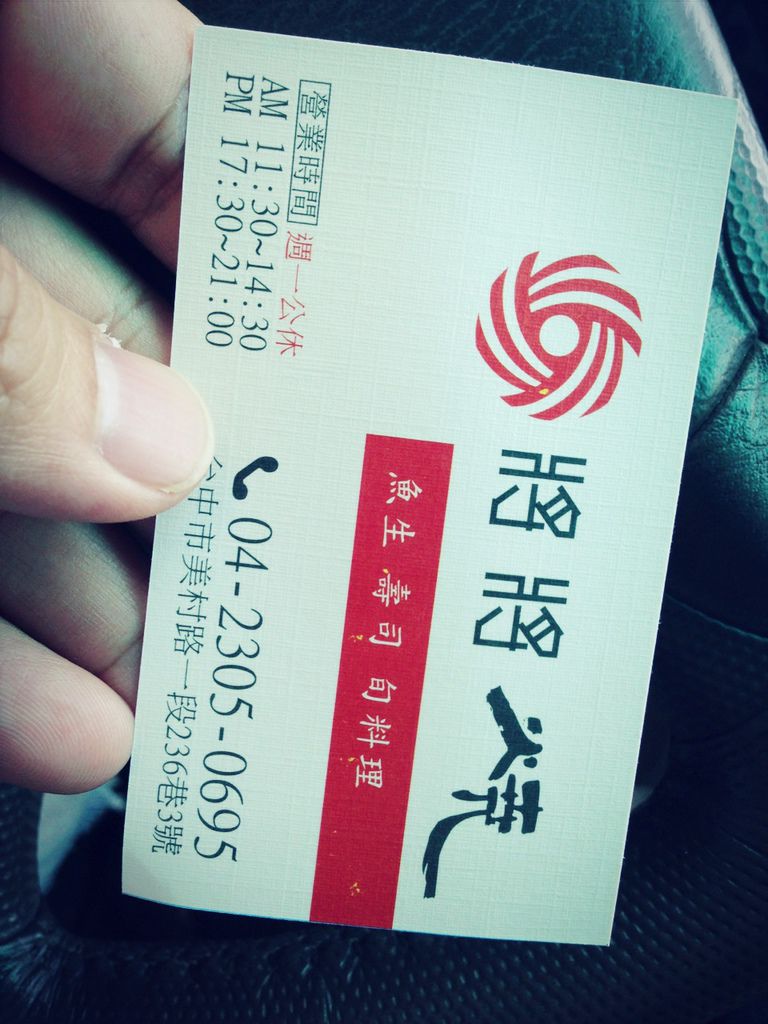 將將
魚生 壽司 旬料理
營業時間 週一公休
AM 11:30~14:30
PM 17:30~21:00
04-2305-0695
台中市美村路一段236巷3號